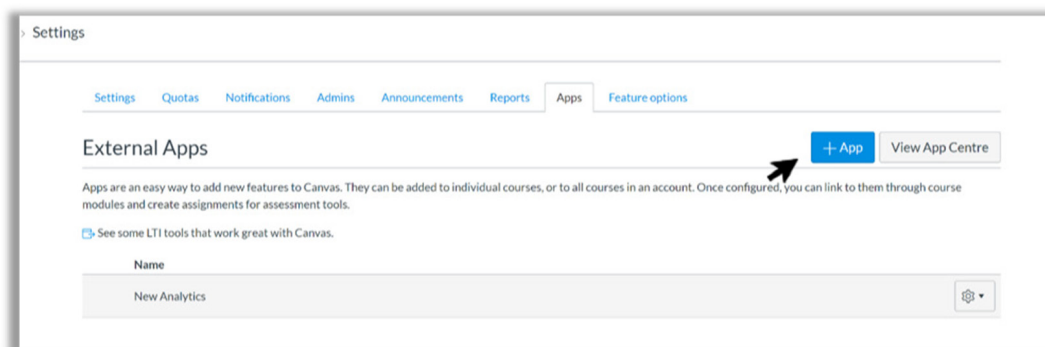 › Settings
Settings Quotas Notifications Admins Announcements Reports Apps Feature options
External Apps
+ App View App Centre
Apps are an easy way to add new features to Canvas. They can be added to individual courses, or to all courses in an account. Once configured, you can link to them through course
modules and create assignments for assessment tools.
See some LTI tools that work great with Canvas.
Name
New Analytics